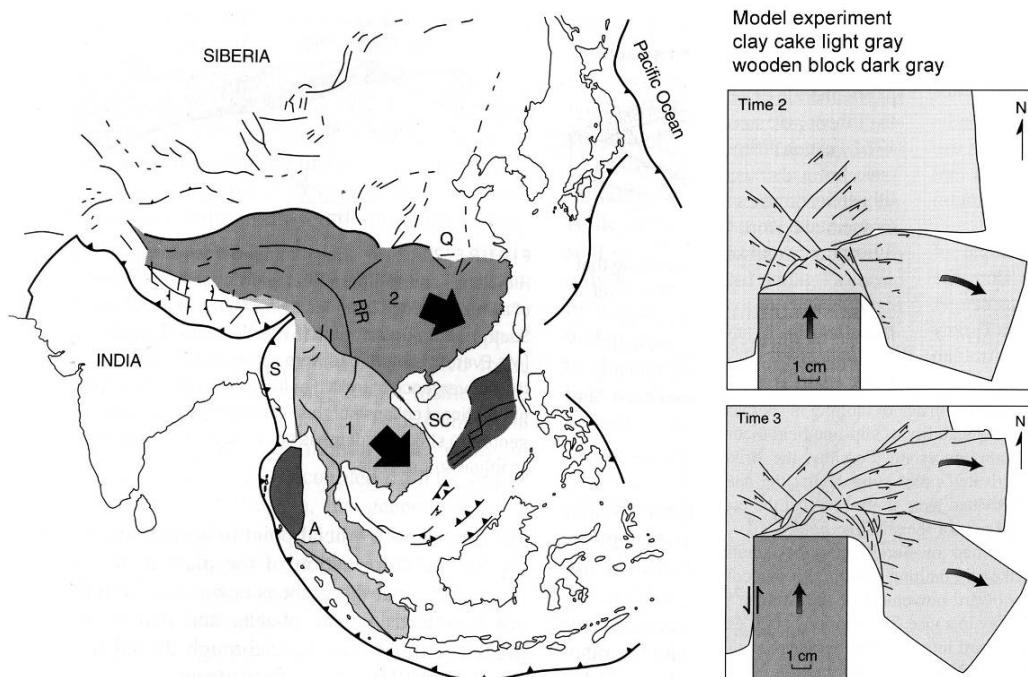 SIBERIA
Pacific Ocean
Q
2
RR
INDIA
S
1
SC
A
Model experiment
clay cake light gray
wooden block dark gray
Time 2
N
1 cm
Time 3
N
1 cm